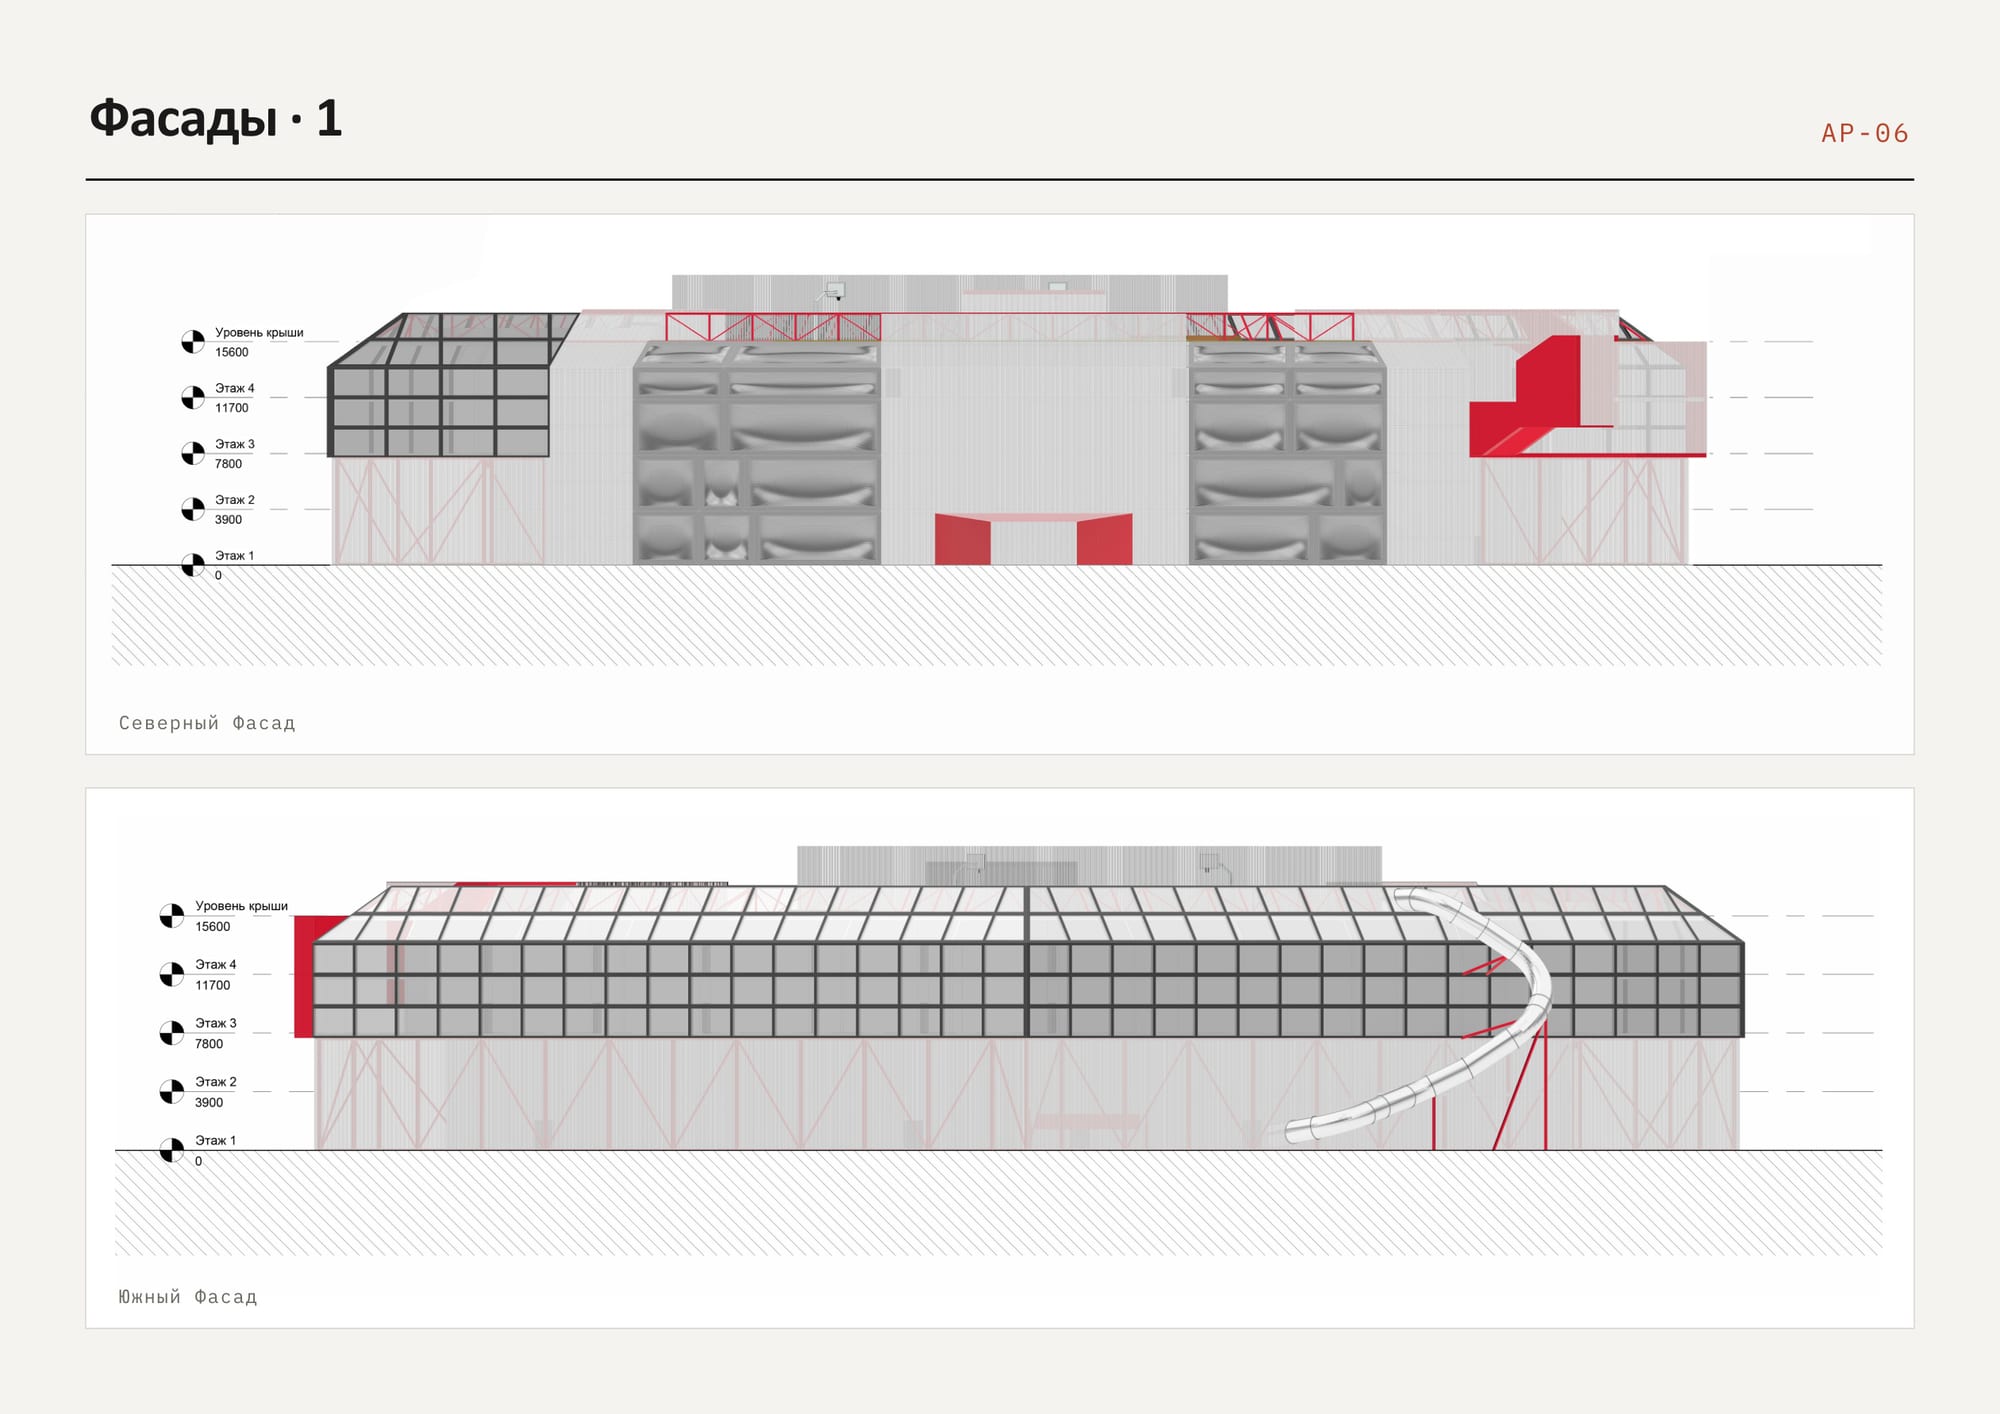 Фасады · 1
АР-06
Уровень крыши
15600
Этаж 4
11700
Этаж 3
7800
Этаж 2
3900
Этаж 1
0
Северный Фасад
Уровень крыши
15600
Этаж 4
11700
Этаж 3
7800
Этаж 2
3900
Этаж 1
0
Южный Фасад